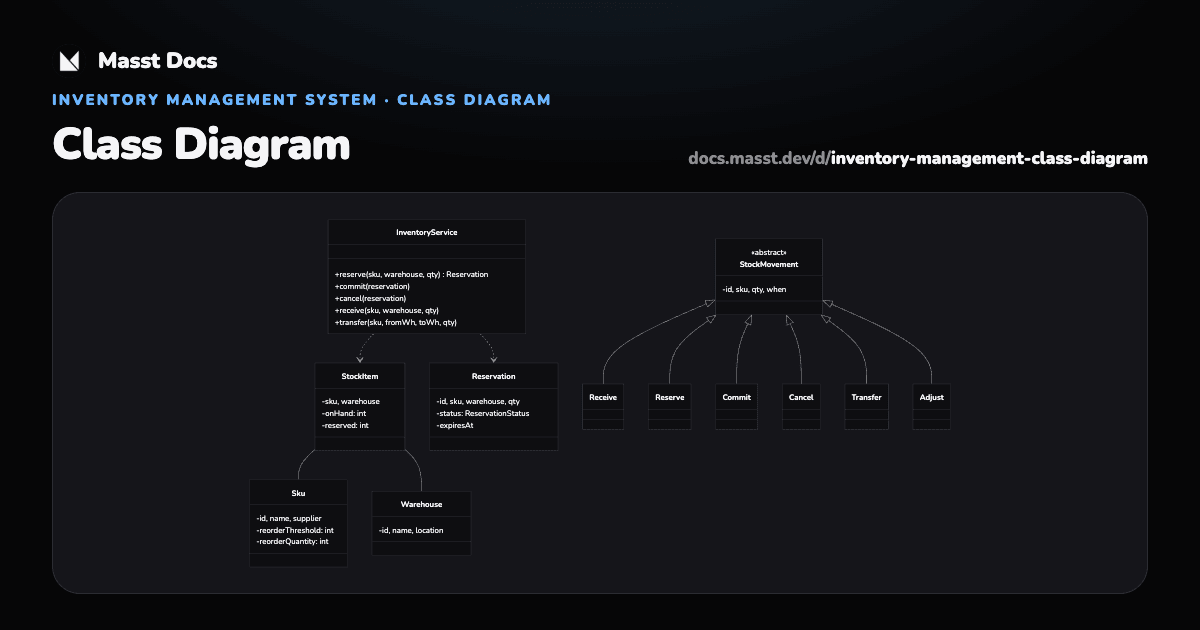 Masst Docs
INVENTORY MANAGEMENT SYSTEM · CLASS DIAGRAM
Class Diagram
docs.masst.dev/d/inventory-management-class-diagram
InventoryService
+reserve(sku, warehouse, qty) : Reservation
+commit(reservation)
+cancel(reservation)
+receive(sku, warehouse, qty)
+transfer(sku, fromWh, toWh, qty)
«abstract»
StockMovement
-id, sku, qty, when
StockItem
-sku, warehouse
-onHand: int
-reserved: int
Reservation
-id, sku, warehouse, qty
-status: ReservationStatus
-expiresAt
Receive
Reserve
Commit
Cancel
Transfer
Adjust
Sku
-id, name, supplier
-reorderThreshold: int
-reorderQuantity: int
Warehouse
-id, name, location